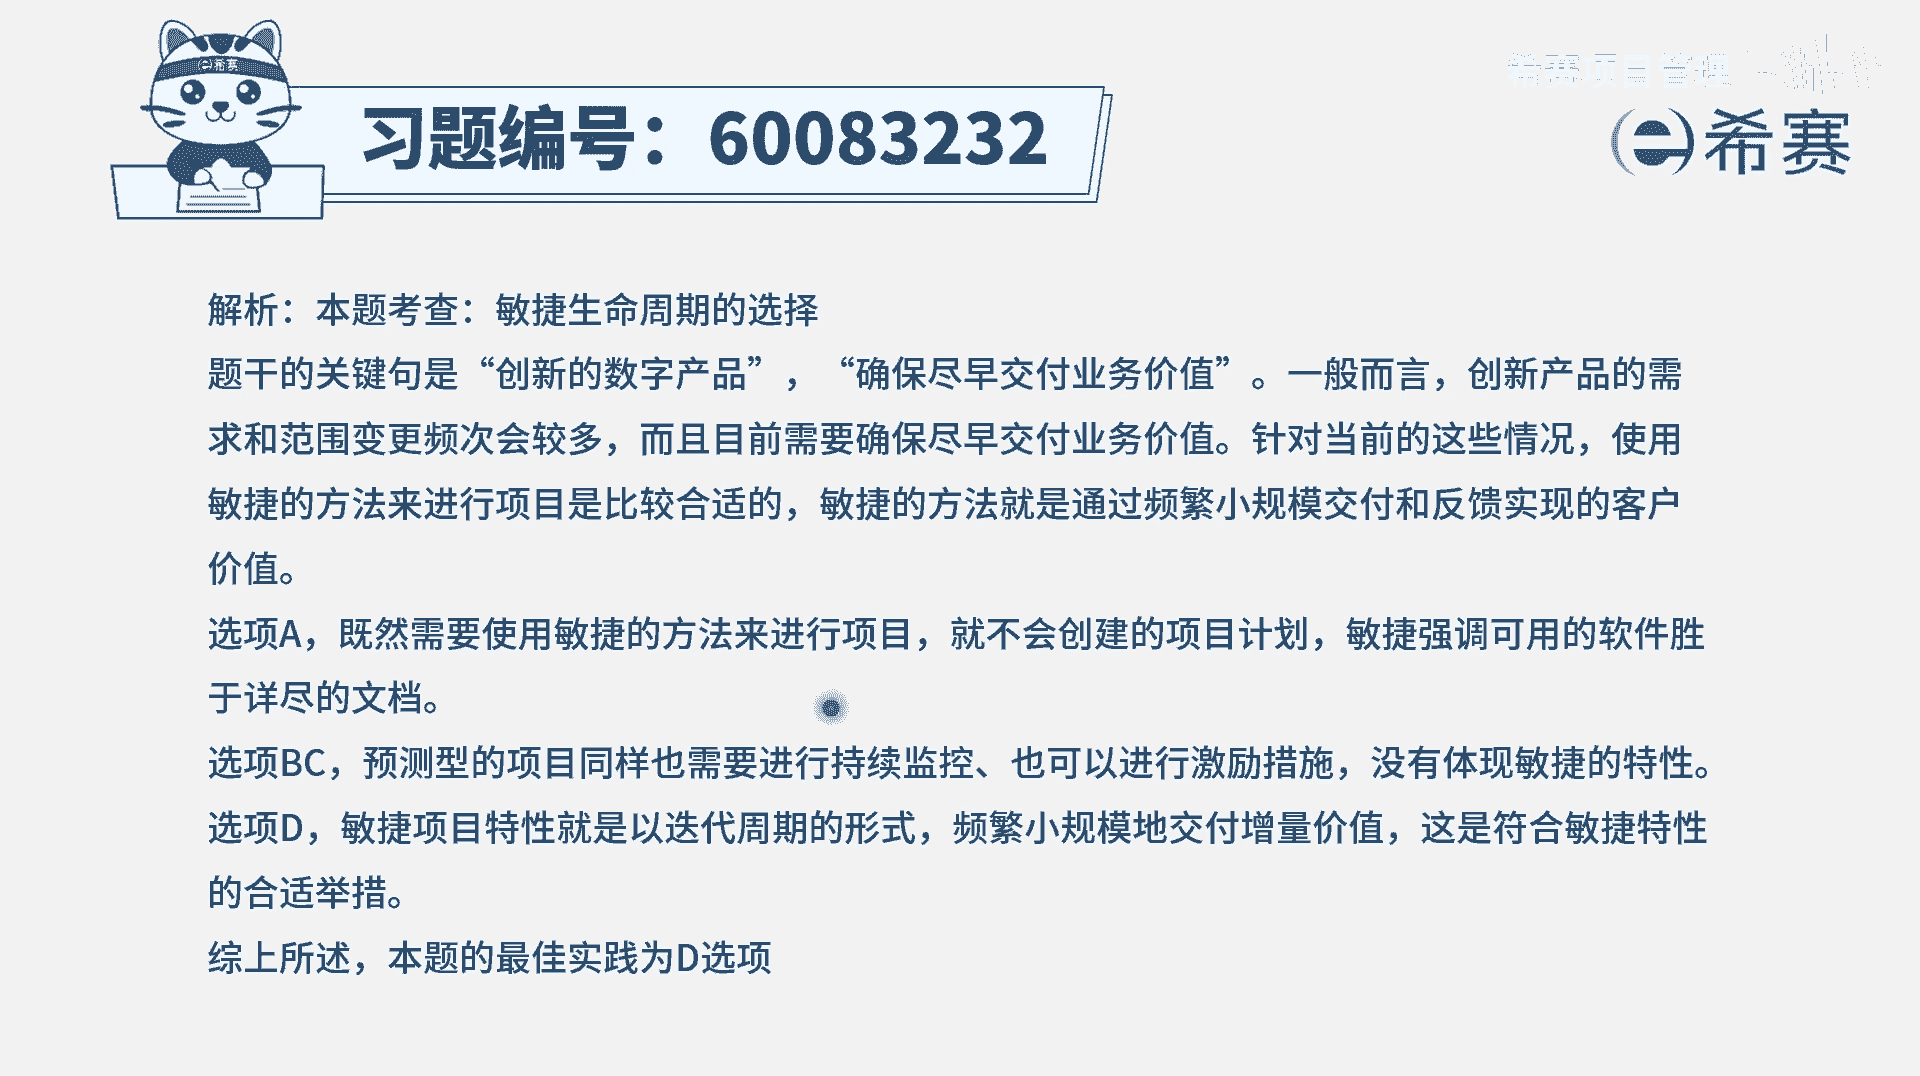 e希赛
希赛项目管理
习题编号：60083232
e希赛
解析：本题考查：敏捷生命周期的选择
题干的关键句是“创新的数字产品”，“确保尽早交付业务价值”。一般而言，创新产品的需
求和范围变更频次会较多，而且目前需要确保尽早交付业务价值。针对当前的这些情况，使用
敏捷的方法来进行项目是比较合适的，敏捷的方法就是通过频繁小规模交付和反馈实现的客户
价值。
选项A，既然需要使用敏捷的方法来进行项目，就不会创建的项目计划，敏捷强调可用的软件胜
于详尽的文档。
选项BC，预测型的项目同样也需要进行持续监控、也可以进行激励措施，没有体现敏捷的特性。
选项D，敏捷项目特性就是以迭代周期的形式，频繁小规模地交付增量价值，这是符合敏捷特性
的合适举措。
综上所述，本题的最佳实践为D选项